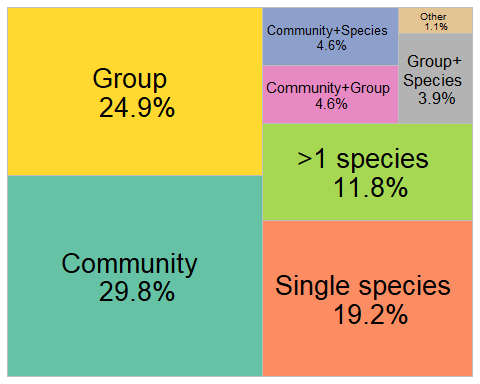 Group
24.9%
Community
29.8%
Community+Species
4.6%
Community+Group
4.6%
Other
1.1%
Group+
Species
3.9%
>1 species
11.8%
Single species
19.2%